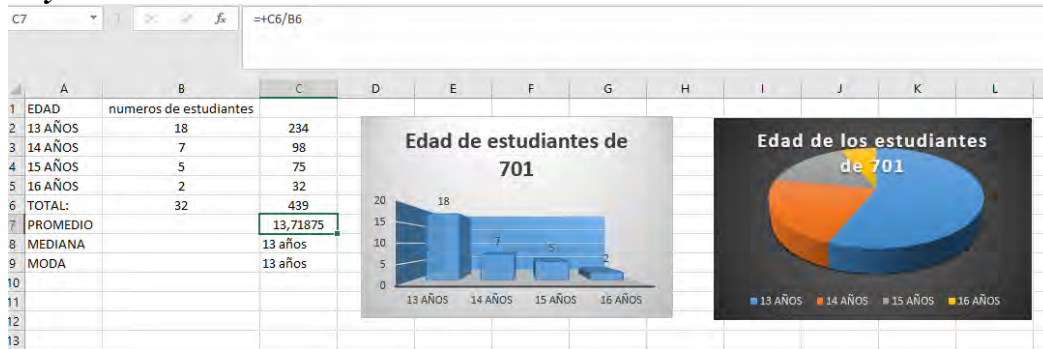 C7 fx =+C6/B6
A B C D E F G H I J K L
1 EDAD numeros de estudiantes
2 13 AÑOS 18 234
3 14 AÑOS 7 98
4 15 AÑOS 5 75
5 16 AÑOS 2 32
6 TOTAL: 32 439
7 PROMEDIO 13,71875
8 MEDIANA 13 años
9 MODA 13 años
10
11
12
13
Edad de estudiantes de
701
20
15
10
5
0
18
7
5
2
13 AÑOS 14 AÑOS 15 AÑOS 16 AÑOS
Edad de los estudiantes
de 701
13 AÑOS 14 AÑOS 15 AÑOS 16 AÑOS